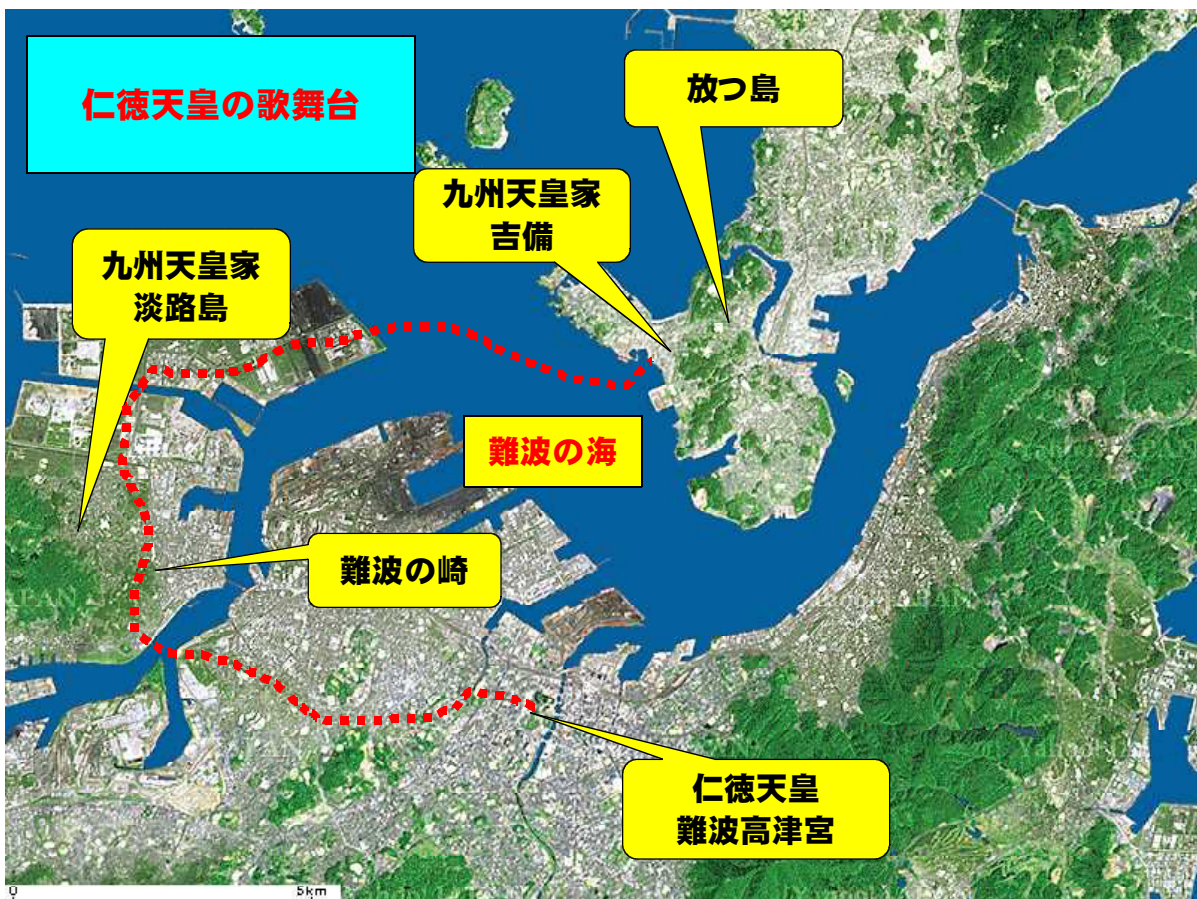 仁徳天皇の歌舞台
放つ島
九州天皇家
吉備
九州天皇家
淡路島
難波の海
難波の崎
仁徳天皇
難波高津宮
0
5km